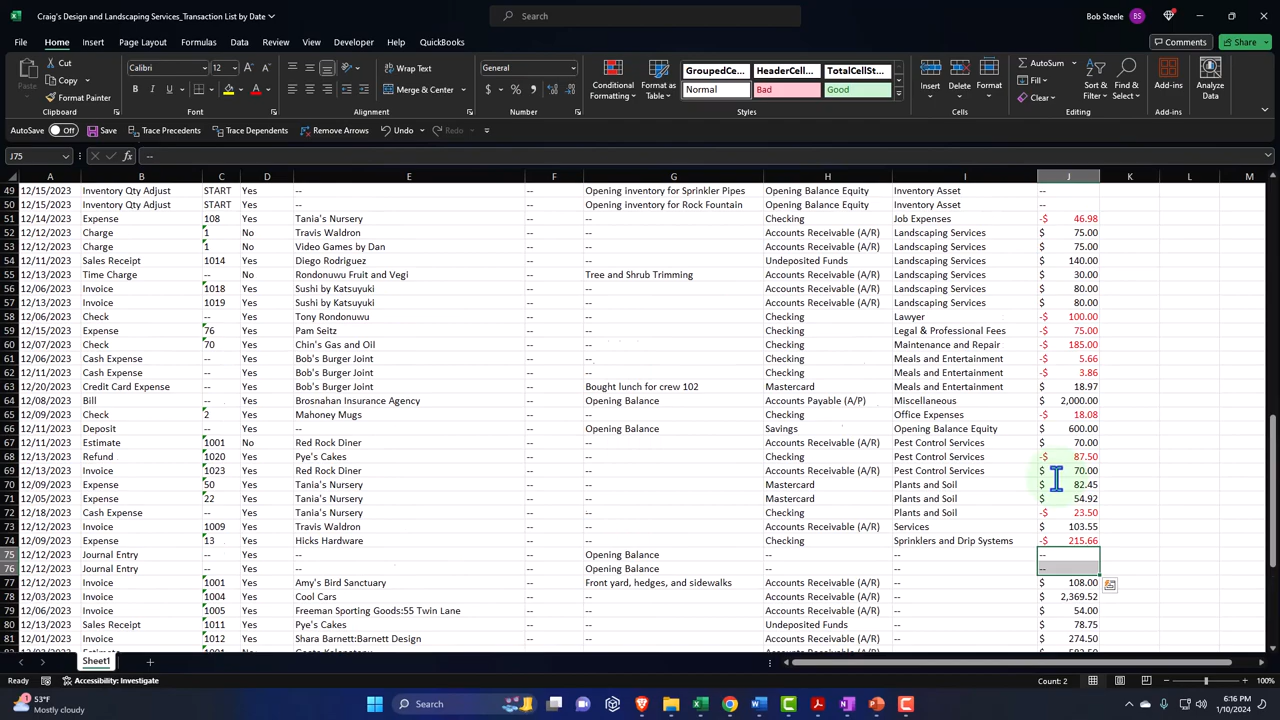 Craig's Design and Landscaping Services_Transaction List by Date
Search
Bob Steele BS
File Home Insert Page Layout Formulas Data Review View Developer Help QuickBooks Comments Share
Cut Calibri 12 Wrap Text General GroupedCe... HeaderCell... TotalCellSt... AutoSum
Copy Fill
Paste Format Painter Merge & Center Conditional Formatting Format as Table Normal Bad Good Insert Delete Format Clear Sort & Filter Find & Select Add-ins Analyze Data
Clipboard Font Alignment Number Styles Cells Editing Add-ins
AutoSave Off Save Trace Precedents Trace Dependents Remove Arrows Undo Redo
J75 fx --
A B C D E F G H I J K L M
49 12/15/2023 Inventory Qty Adjust START Yes -- -- Opening inventory for Sprinkler Pipes Opening Balance Equity Inventory Asset --
50 12/15/2023 Inventory Qty Adjust START Yes -- -- Opening inventory for Rock Fountain Opening Balance Equity Inventory Asset --
51 12/14/2023 Expense 108 Yes Tania's Nursery -- -- Checking Job Expenses -$ 46.98
52 12/12/2023 Charge 1 No Travis Waldron -- -- Accounts Receivable (A/R) Landscaping Services $ 75.00
53 12/12/2023 Charge 1 No Video Games by Dan -- -- Accounts Receivable (A/R) Landscaping Services $ 75.00
54 12/11/2023 Sales Receipt 1014 Yes Diego Rodriguez -- -- Undeposited Funds Landscaping Services $ 140.00
55 12/13/2023 Time Charge -- No Rondonuwu Fruit and Vegi -- Tree and Shrub Trimming Accounts Receivable (A/R) Landscaping Services $ 30.00
56 12/06/2023 Invoice 1018 Yes Sushi by Katsuyuki -- -- Accounts Receivable (A/R) Landscaping Services $ 80.00
57 12/13/2023 Invoice 1019 Yes Sushi by Katsuyuki -- -- Accounts Receivable (A/R) Landscaping Services $ 80.00
58 12/06/2023 Check -- Yes Tony Rondonuwu -- -- Checking Lawyer -$ 100.00
59 12/15/2023 Expense 76 Yes Pam Seitz -- -- Checking Legal & Professional Fees -$ 75.00
60 12/07/2023 Check 70 Yes Chin's Gas and Oil -- -- Checking Maintenance and Repair -$ 185.00
61 12/06/2023 Cash Expense -- Yes Bob's Burger Joint -- -- Checking Meals and Entertainment -$ 5.66
62 12/11/2023 Cash Expense -- Yes Bob's Burger Joint -- -- Checking Meals and Entertainment -$ 3.86
63 12/20/2023 Credit Card Expense -- Yes Bob's Burger Joint -- Bought lunch for crew 102 Mastercard Meals and Entertainment $ 18.97
64 12/08/2023 Bill -- Yes Brosnahan Insurance Agency -- Opening Balance Accounts Payable (A/P) Miscellaneous $ 2,000.00
65 12/09/2023 Check 2 Yes Mahoney Mugs -- -- Checking Office Expenses -$ 18.08
66 12/11/2023 Deposit -- Yes -- -- Opening Balance Savings Opening Balance Equity $ 600.00
67 12/11/2023 Estimate 1001 No Red Rock Diner -- -- Accounts Receivable (A/R) Pest Control Services $ 70.00
68 12/13/2023 Refund 1020 Yes Pye's Cakes -- -- Checking Pest Control Services -$ 87.50
69 12/13/2023 Invoice 1023 Yes Red Rock Diner -- -- Accounts Receivable (A/R) Pest Control Services $ 70.00
70 12/09/2023 Expense 50 Yes Tania's Nursery -- -- Mastercard Plants and Soil $ 82.45
71 12/12/2023 Expense 22 Yes Tania's Nursery -- -- Mastercard Plants and Soil $ 54.92
72 12/18/2023 Cash Expense -- Yes Tania's Nursery -- -- Checking Plants and Soil -$ 23.50
73 12/12/2023 Invoice 1009 Yes Travis Waldron -- -- Accounts Receivable (A/R) Services $ 103.55
74 12/09/2023 Expense 13 Yes Hicks Hardware -- -- Checking Sprinklers and Drip Systems -$ 215.66
75 12/12/2023 Journal Entry -- Yes -- -- Opening Balance -- -- --
76 12/12/2023 Journal Entry -- Yes -- -- Opening Balance -- -- --
77 12/12/2023 Invoice 1001 Yes Amy's Bird Sanctuary -- Front yard, hedges, and sidewalks Accounts Receivable (A/R) -- $ 108.00
78 12/03/2023 Invoice 1004 Yes Cool Cars -- -- Accounts Receivable (A/R) -- $ 2,369.52
79 12/06/2023 Invoice 1005 Yes Freeman Sporting Goods:55 Twin Lane -- -- Accounts Receivable (A/R) -- $ 54.00
80 12/13/2023 Sales Receipt 1011 Yes Pye's Cakes -- -- Undeposited Funds -- $ 78.75
81 12/01/2023 Invoice 1012 Yes Shara Barnett:Barnett Design -- -- Accounts Receivable (A/R) -- $ 274.50
Sheet1
Ready Accessibility: Investigate Count: 2 100%
53°F
Mostly cloudy
Search
6:16 PM
1/10/2024